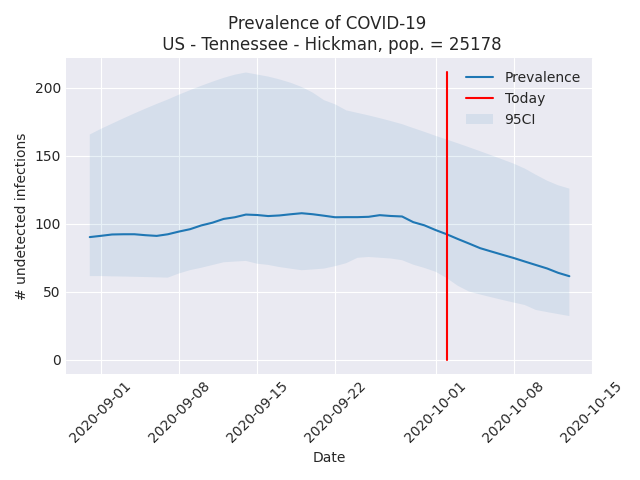 Prevalence of COVID-19
US - Tennessee - Hickman, pop. = 25178
Prevalence
Today
95CI
200
150
100
50
0
# undetected infections
2020-09-01
2020-09-08
2020-09-15
2020-09-22
2020-10-01
2020-10-08
2020-10-15
Date